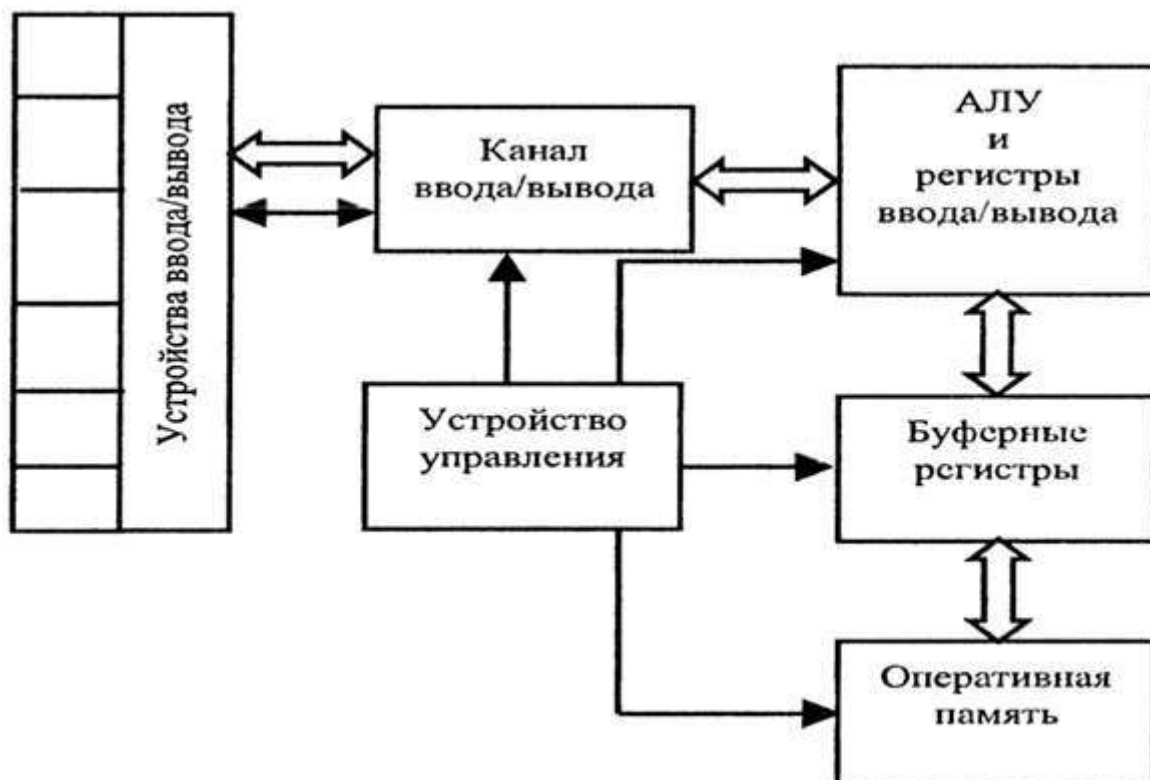 Устройства ввода/вывода
Канал
ввода/вывода
АЛУ
и
регистры
ввода/вывода
Устройство
управления
Буферные
регистры
Оперативная
память